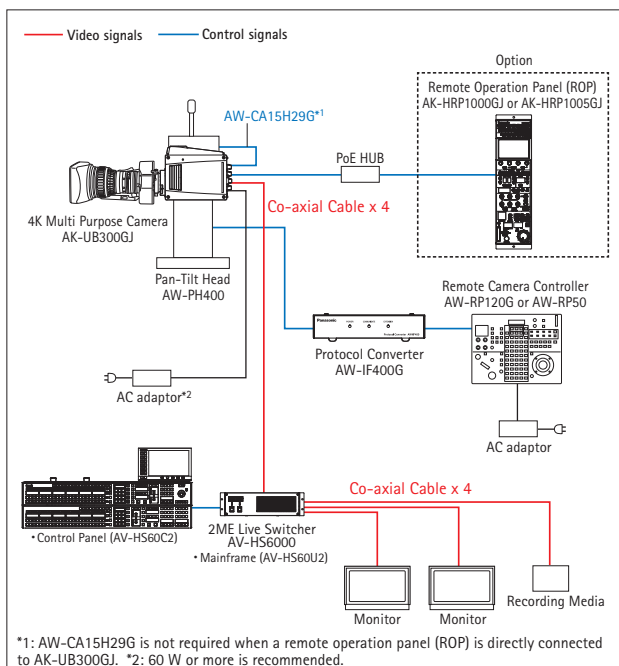 Video signals
Control signals
Option
Remote Operation Panel (ROP)
AK-HRP1000GJ or AK-HRP1005GJ
AW-CA15H29G*1
PoE HUB
Co-axial Cable x 4
4K Multi Purpose Camera
AK-UB300GJ
Pan-Tilt Head
AW-PH400
Remote Camera Controller
AW-RP120G or AW-RP50
Panasonic
Protocol Converter
AW-IF400G
AC adaptor*2
AC adaptor
Co-axial Cable x 4
2ME Live Switcher
AV-HS6000
• Mainframe (AV-HS60U2)
• Control Panel (AV-HS60C2)
Monitor
Monitor
Recording Media
*1: AW-CA15H29G is not required when a remote operation panel (ROP) is directly connected
to AK-UB300GJ. *2: 60 W or more is recommended.